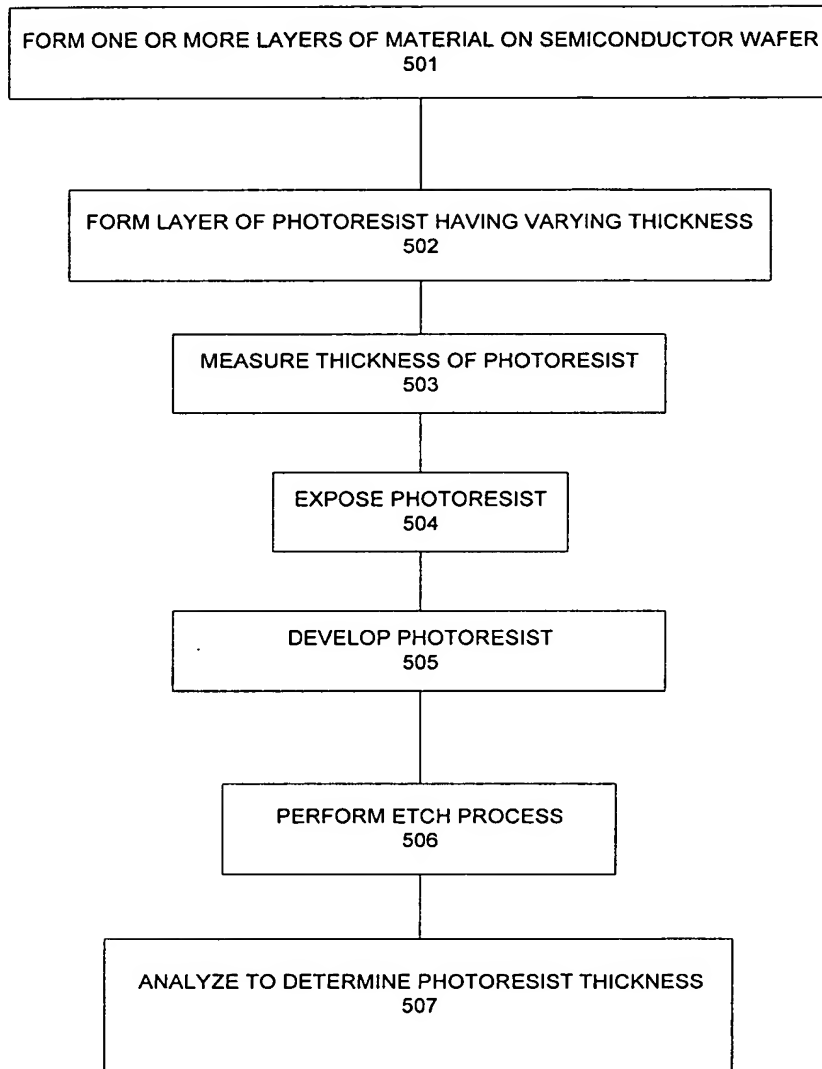 FORM ONE OR MORE LAYERS OF MATERIAL ON SEMICONDUCTOR WAFER
501
FORM LAYER OF PHOTORESIST HAVING VARYING THICKNESS
502
MEASURE THICKNESS OF PHOTORESIST
503
EXPOSE PHOTORESIST
504
DEVELOP PHOTORESIST
505
PERFORM ETCH PROCESS
506
ANALYZE TO DETERMINE PHOTORESIST THICKNESS
507